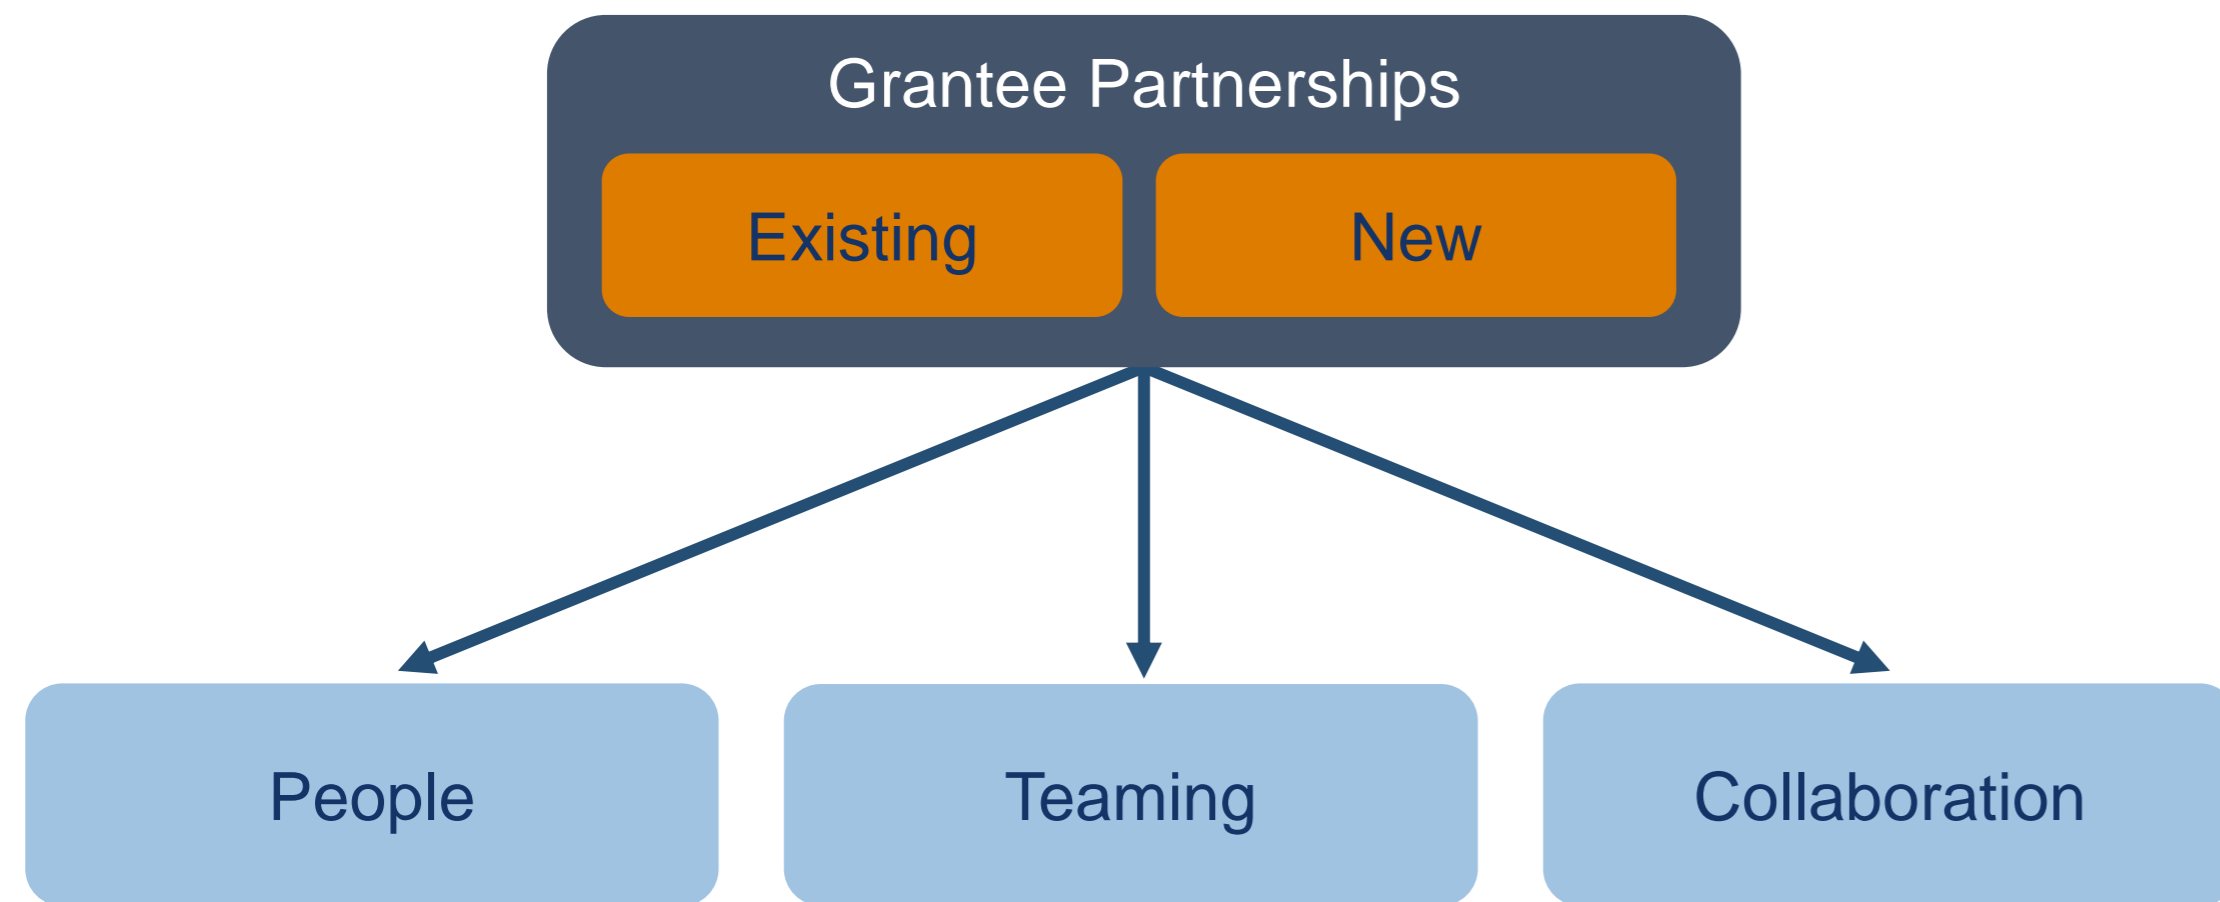 Grantee Partnerships
Existing
New
People
Teaming
Collaboration